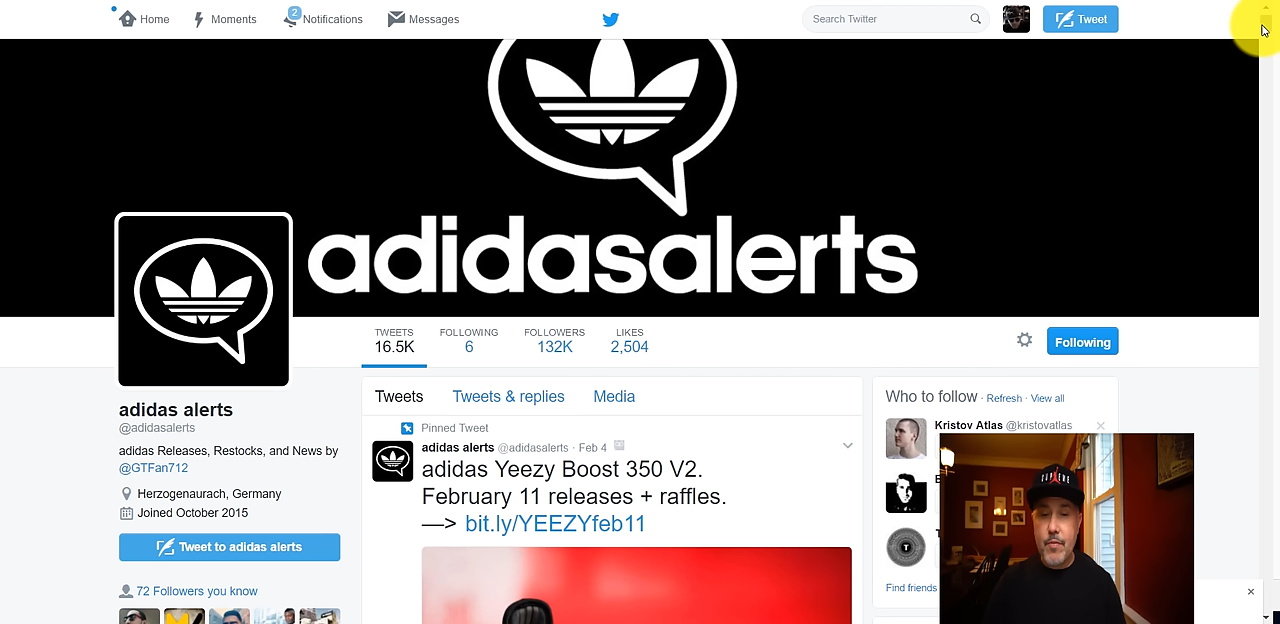 Home
Moments
2
Notifications
Messages
Search Twitter
Tweet
adidasalerts
TWEETS
16.5K
FOLLOWING
6
FOLLOWERS
132K
LIKES
2,504
Following
adidas alerts
@adidasalerts
adidas Releases, Restocks, and News by
@GTFan712
Herzogenaurach, Germany
Joined October 2015
Tweet to adidas alerts
72 Followers you know
Tweets
Tweets & replies
Media
Pinned Tweet
adidas alerts @adidasalerts · Feb 4
adidas Yeezy Boost 350 V2.
February 11 releases + raffles.
—> bit.ly/YEEZYfeb11
Who to follow · Refresh · View all
Kristov Atlas @kristovatlas
T
Find friends
SUPREME